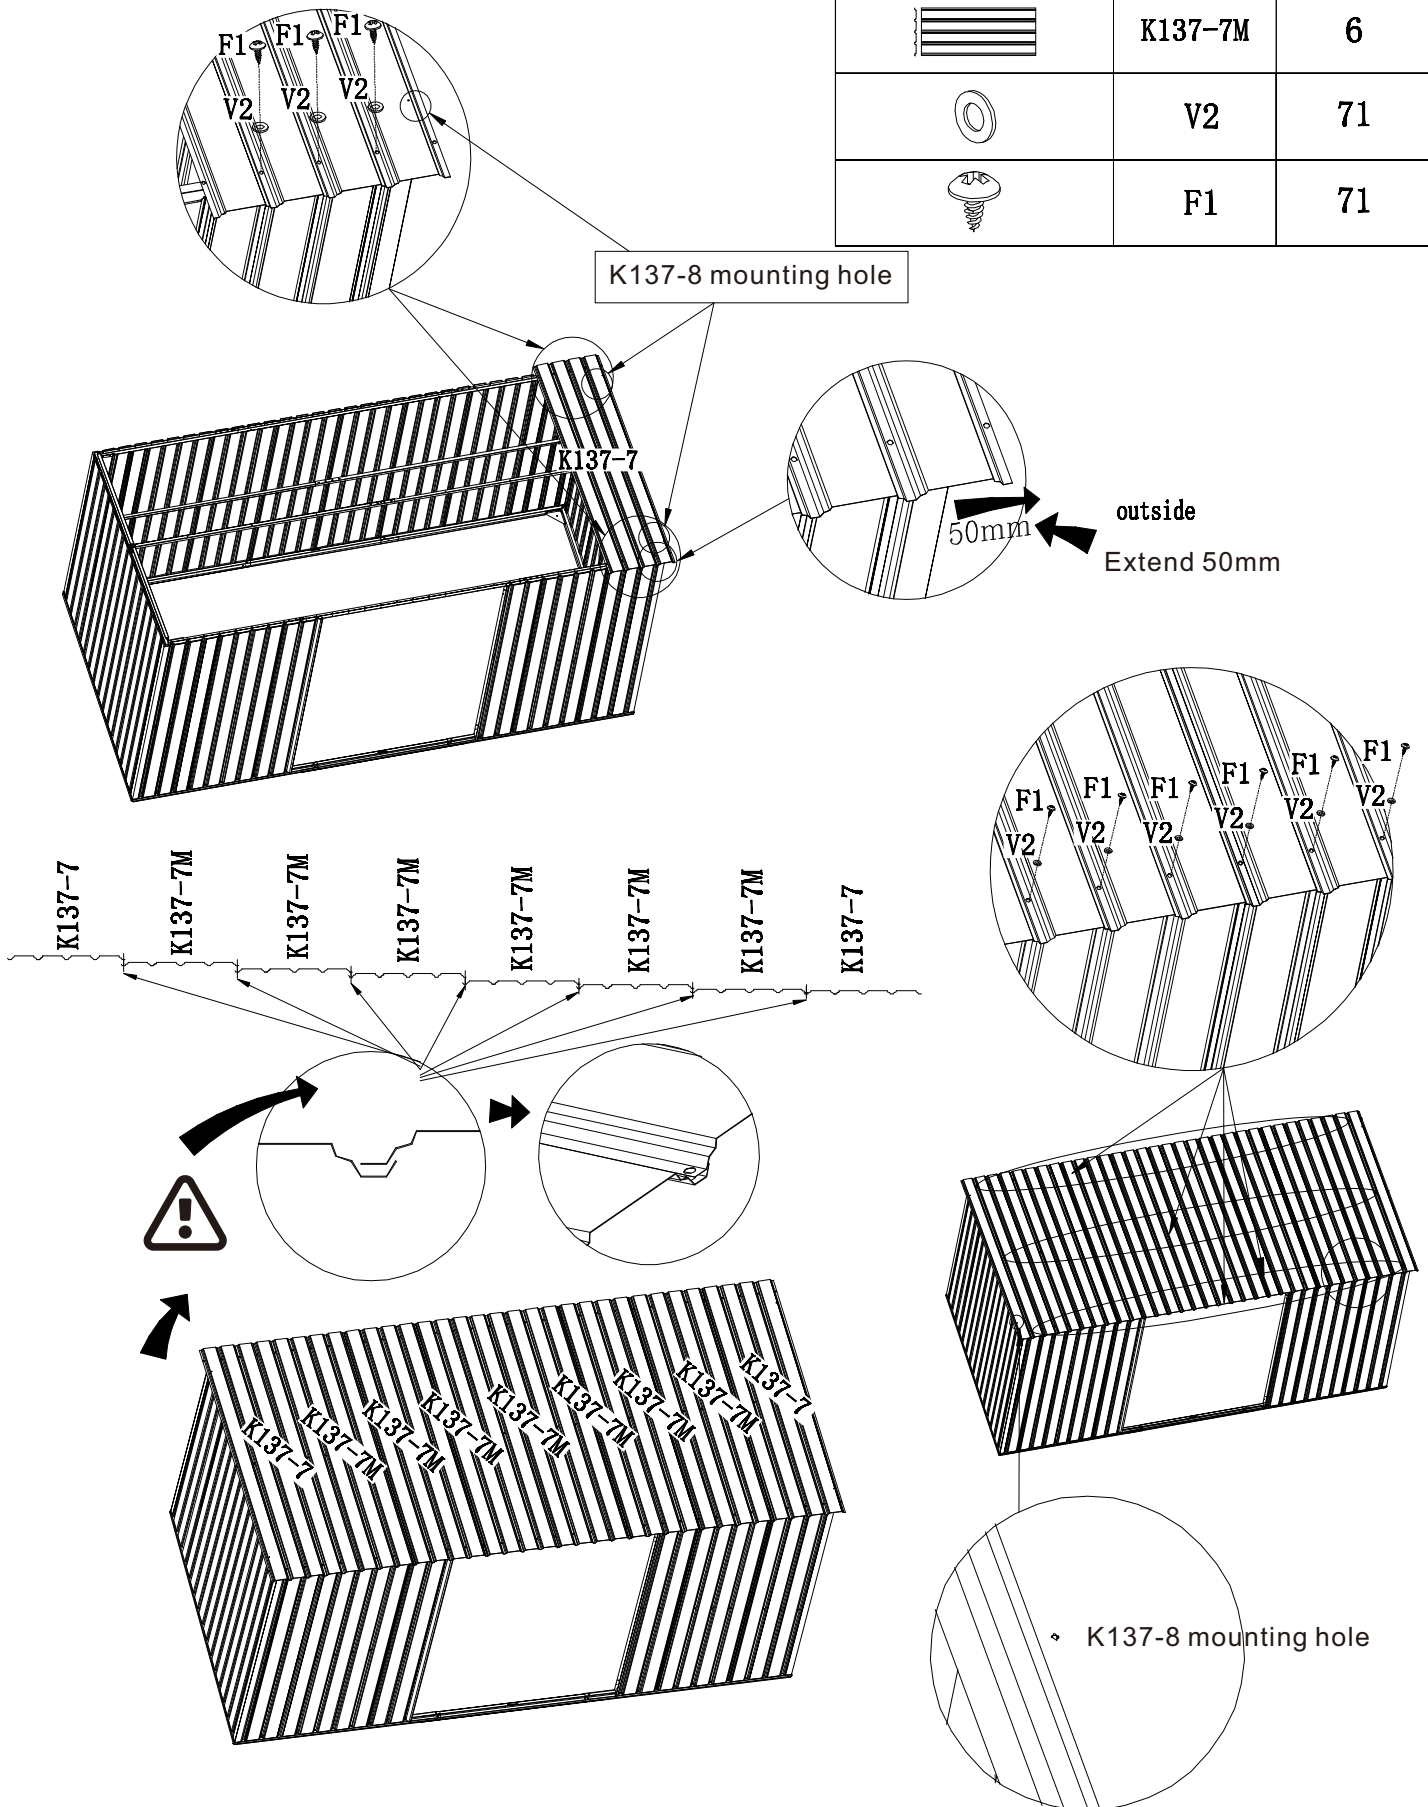 K137-7M 6
V2 71
F1 71
F1 F1 F1
V2 V2 V2
K137-8 mounting hole
K137-7
50mm
outside
Extend 50mm
F1 F1 F1 F1 F1 F1
V2 V2 V2 V2 V2 V2
K137-7 K137-7M K137-7M K137-7M K137-7M K137-7M K137-7M K137-7
K137-7 K137-7M K137-7M K137-7M K137-7M K137-7M K137-7M K137-7M K137-7
K137-8 mounting hole